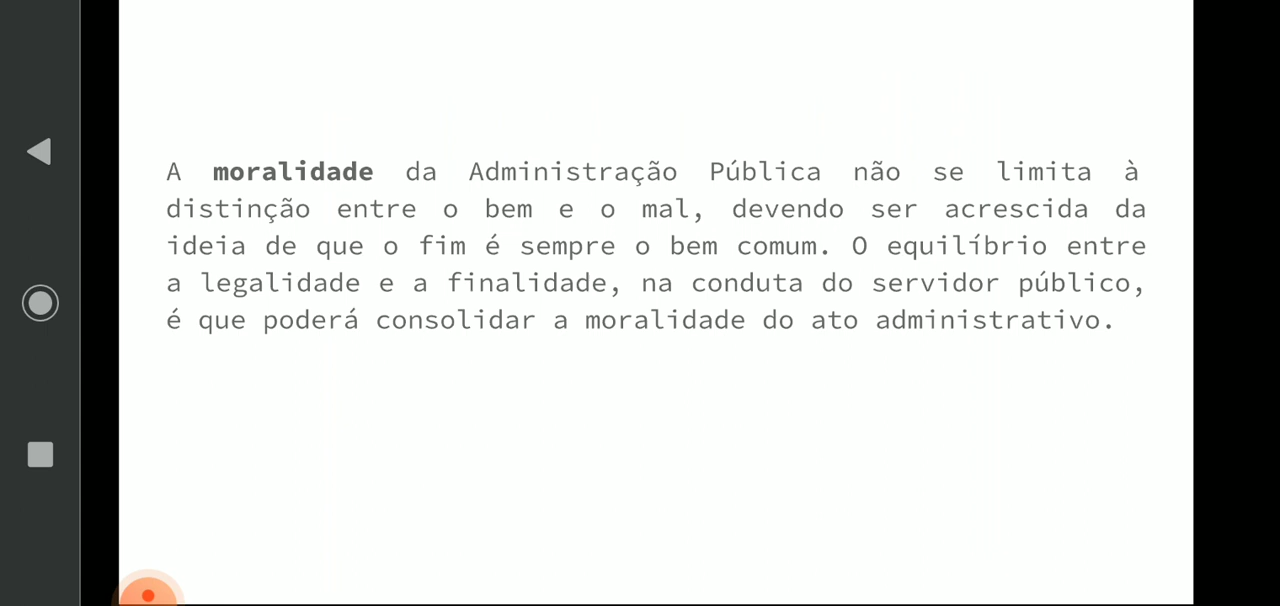 A moralidade da Administração Pública não se limita à
distinção entre o bem e o mal, devendo ser acrescida da
ideia de que o fim é sempre o bem comum. O equilíbrio entre
a legalidade e a finalidade, na conduta do servidor público,
é que poderá consolidar a moralidade do ato administrativo.